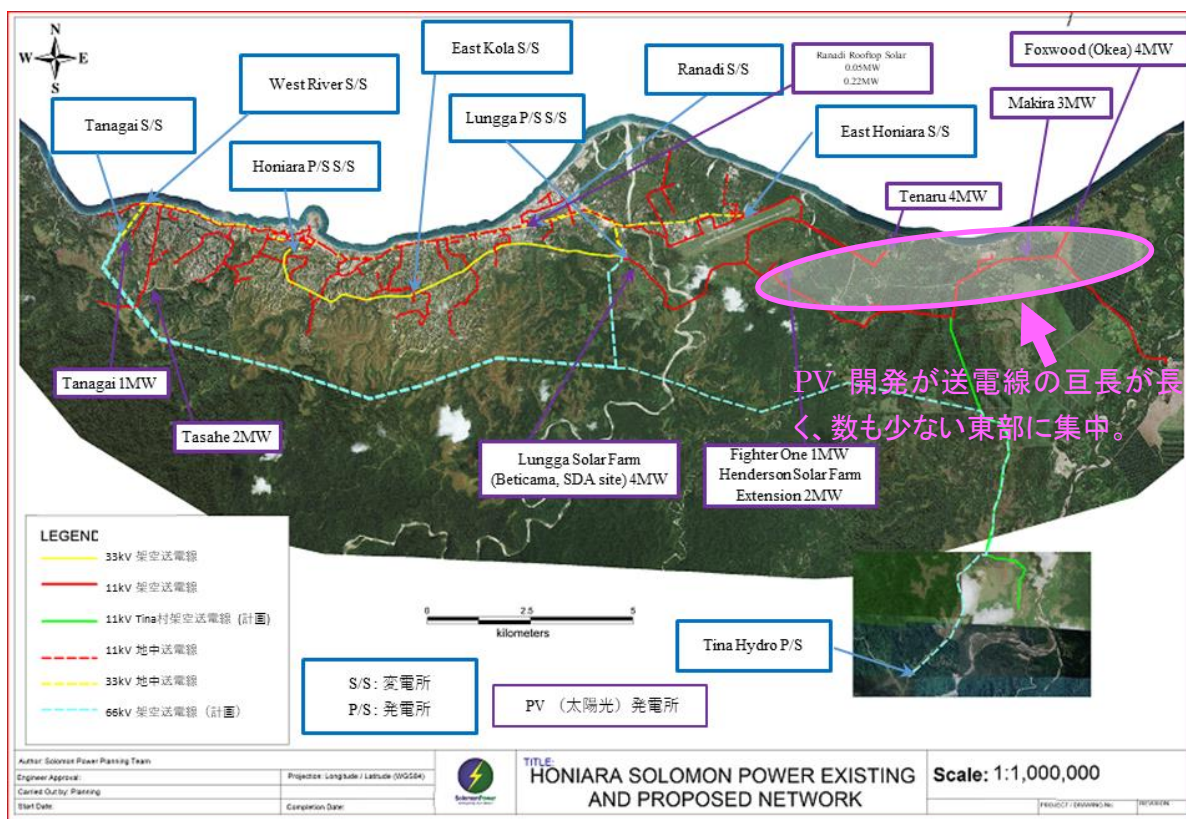 N
W E
S
East Kola S/S
West River S/S
Lungga P/S S/S
Tanagai S/S
Honiara P/S S/S
Ranadi S/S
Ranadi Rooftop Solar
0.05MW
0.22MW
Foxwood (Okea) 4MW
Makira 3MW
East Honiara S/S
Tenaru 4MW
PV 開発が送電線の亘長が長
く、数も少ない東部に集中。
Tanagai 1MW
Tasahe 2MW
Lungga Solar Farm
(Beticama, SDA site) 4MW
Fighter One 1MW
Henderson Solar Farm
Extension 2MW
LEGEND
33kV 架空送電線
11kV 架空送電線
11kV Tina村架空送電線 (計画)
11kV 地中送電線
33kV 地中送電線
66kV 架空送電線（計画）
0 2.5 5
kilometers
S/S: 変電所
P/S: 発電所
PV （太陽光）発電所
Tina Hydro P/S
Author: Solomon Power Planning Team
Engineer Approval:
Carried Out by: Planning
Start Date:
Projection: Longitude / Latitude (WGS84)
Completion Date:
SolomonPower
TITLE:
HONIARA SOLOMON POWER EXISTING
AND PROPOSED NETWORK
Scale: 1:1,000,000
PROJECT / DRAWING No:
REVISION: